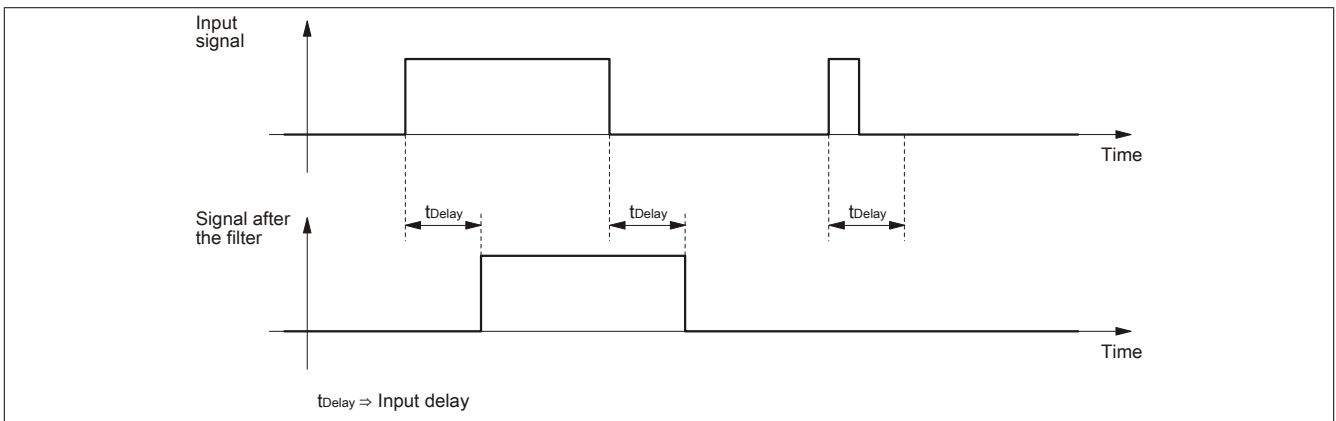 Input
signal
Time
Signal after
the filter
tDelay
tDelay
tDelay
Time
tDelay ⇒ Input delay